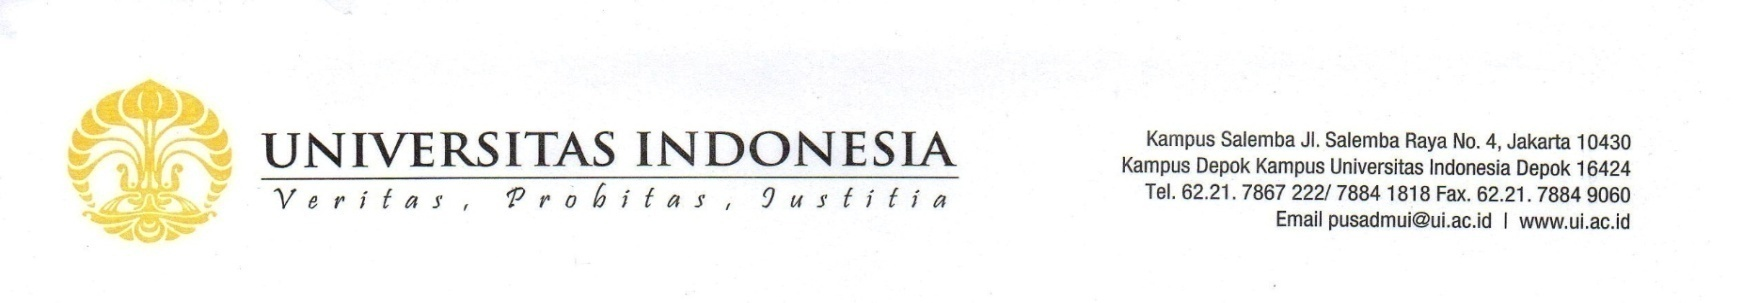 UNIVERSITAS INDONESIA
Veritas, Probitas, Justitia
Kampus Salemba Jl. Salemba Raya No. 4, Jakarta 10430
Kampus Depok Kampus Universitas Indonesia Depok 16424
Tel. 62.21. 7867 222/ 7884 1818 Fax. 62.21. 7884 9060
Email pusadmui@ui.ac.id | www.ui.ac.id